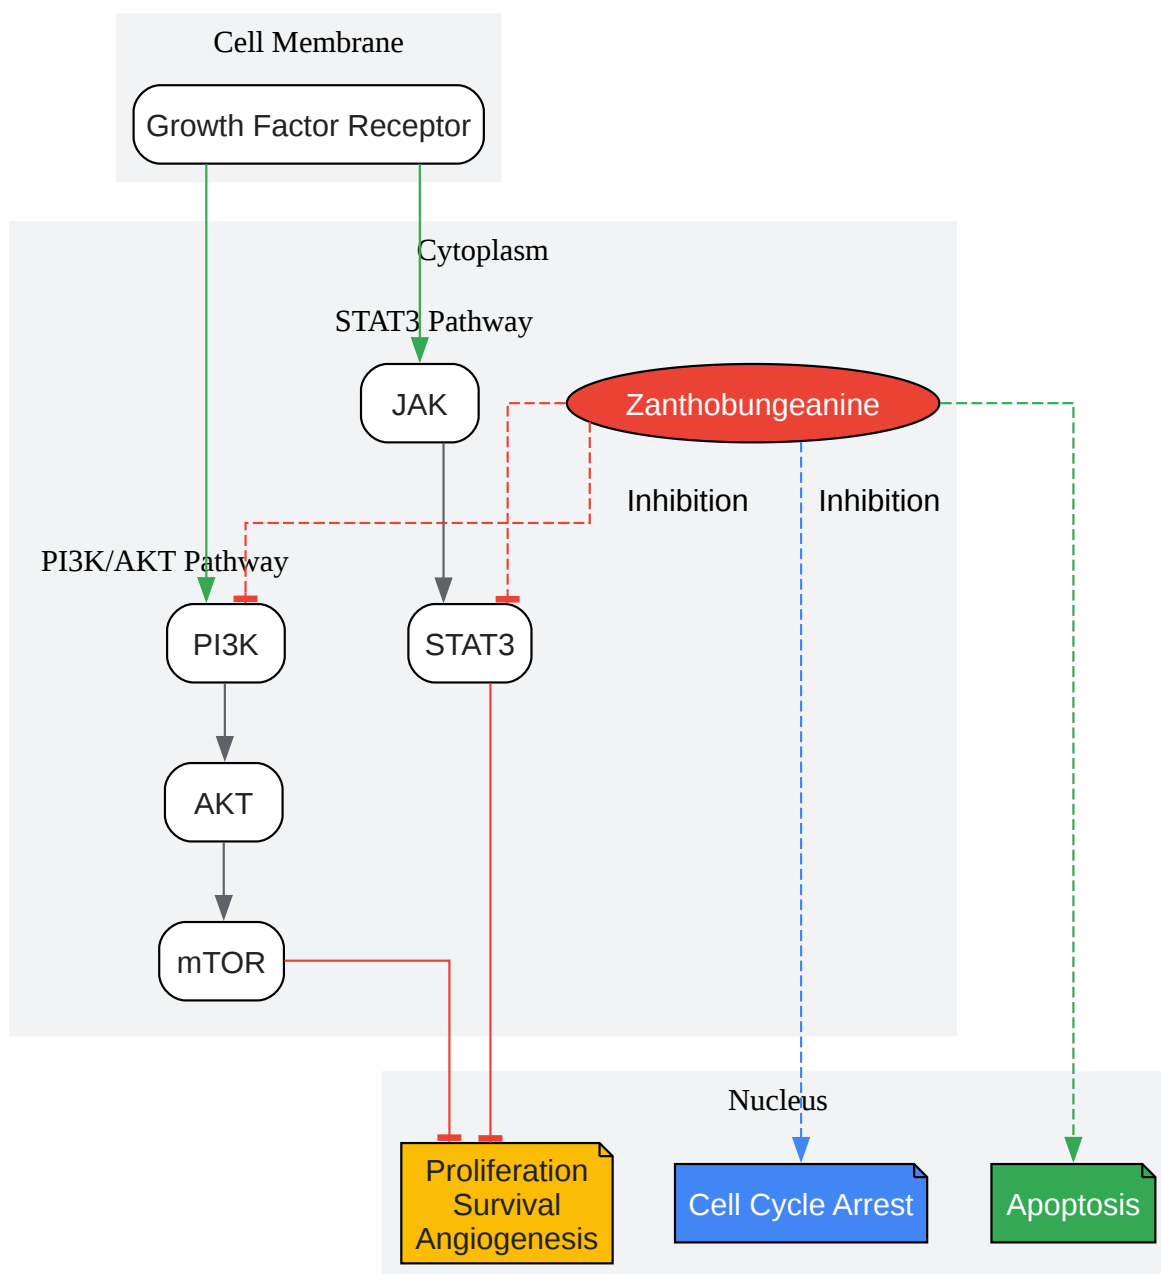 Cell Membrane
Growth Factor Receptor
Cytoplasm
STAT3 Pathway
JAK
Zanthobungeanine
Inhibition
Inhibition
PI3K/AKT Pathway
PI3K
STAT3
AKT
mTOR
Nucleus
Proliferation
Survival
Angiogenesis
Cell Cycle Arrest
Apoptosis